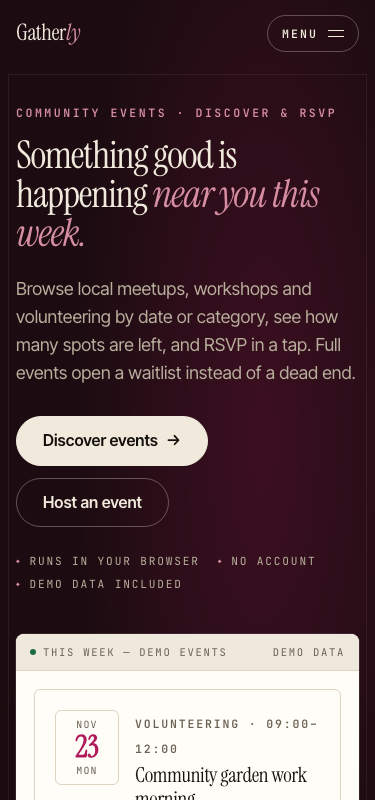 Gatherly
MENU
COMMUNITY EVENTS · DISCOVER & RSVP
Something good is
happening near you this
week.
Browse local meetups, workshops and
volunteering by date or category, see how
many spots are left, and RSVP in a tap. Full
events open a waitlist instead of a dead end.
Discover events →
Host an event
RUNS IN YOUR BROWSER
NO ACCOUNT
DEMO DATA INCLUDED
THIS WEEK — DEMO EVENTS
DEMO DATA
NOV
23
MON
VOLUNTEERING · 09:00–
12:00
Community garden work
morning